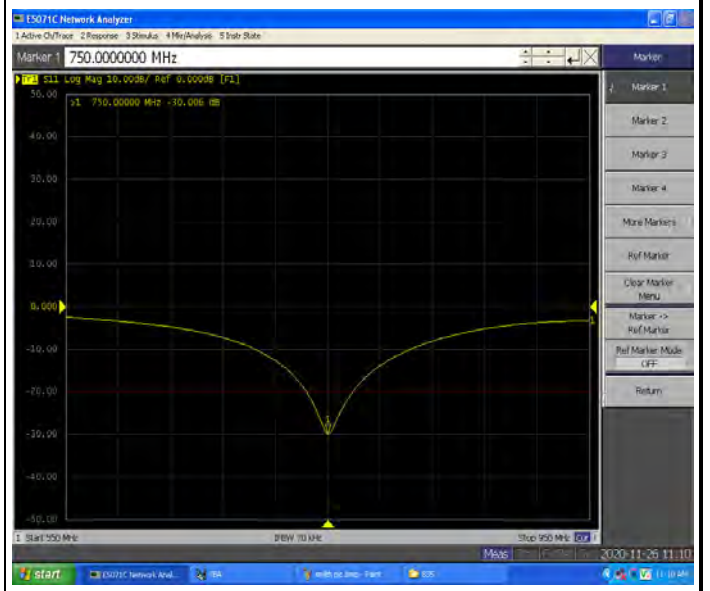 E5071C Network Analyzer
1 Active Ch/Trace 2 Response 3 Stimulus 4 Mkr/Analysis 5 Instr State
Marker 1 750.0000000 MHz
Marker
Tr1 S11 Log Mag 10.00dB/ Ref 0.000dB [F1]
50.00
>1 750.00000 MHz -30.006 dB
40.00
30.00
20.00
10.00
0.000
-10.00
-20.00
-30.00
-40.00
-50.00
1
1
Marker 1
Marker 2
Marker 3
Marker 4
More Markers
Ref Marker
Clear Marker
Menu
Marker ->
Ref Marker
Ref Marker Mode
OFF
Return
1 Start 550 MHz IFBW 70 kHz Stop 950 MHz Cor
Meas 2020-11-26 11:10
start E5071C Network Anal... 11:10 AM